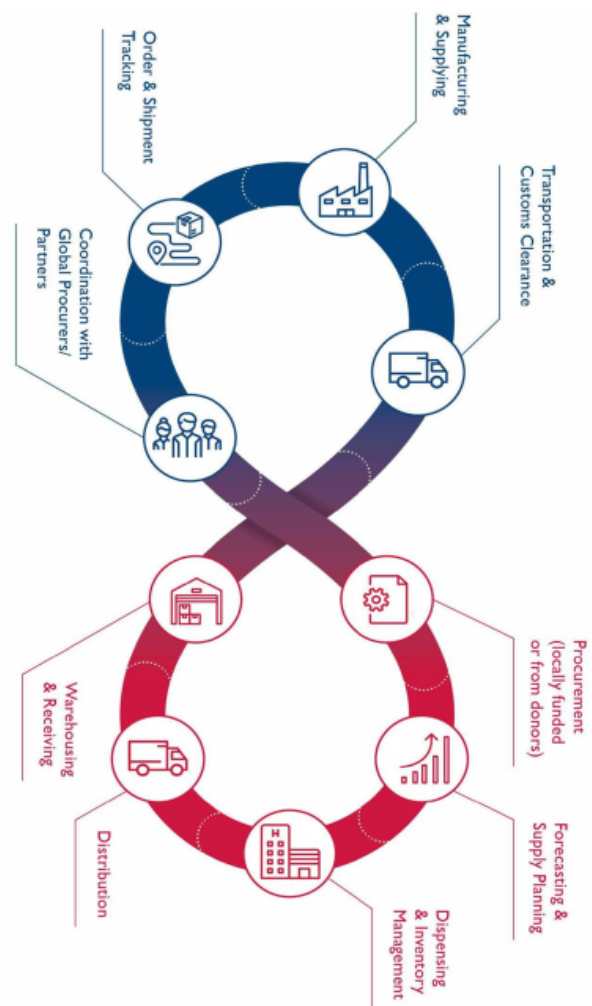 Manufacturing
& Supplying
Order & Shipment
Tracking
Transportation &
Customs Clearance
Coordination with
Global Procurers/
Partners
Procurement
(locally funded
or from donors)
Warehousing
& Receiving
Forecasting &
Supply Planning
Distribution
Dispensing
& Inventory
Management
H